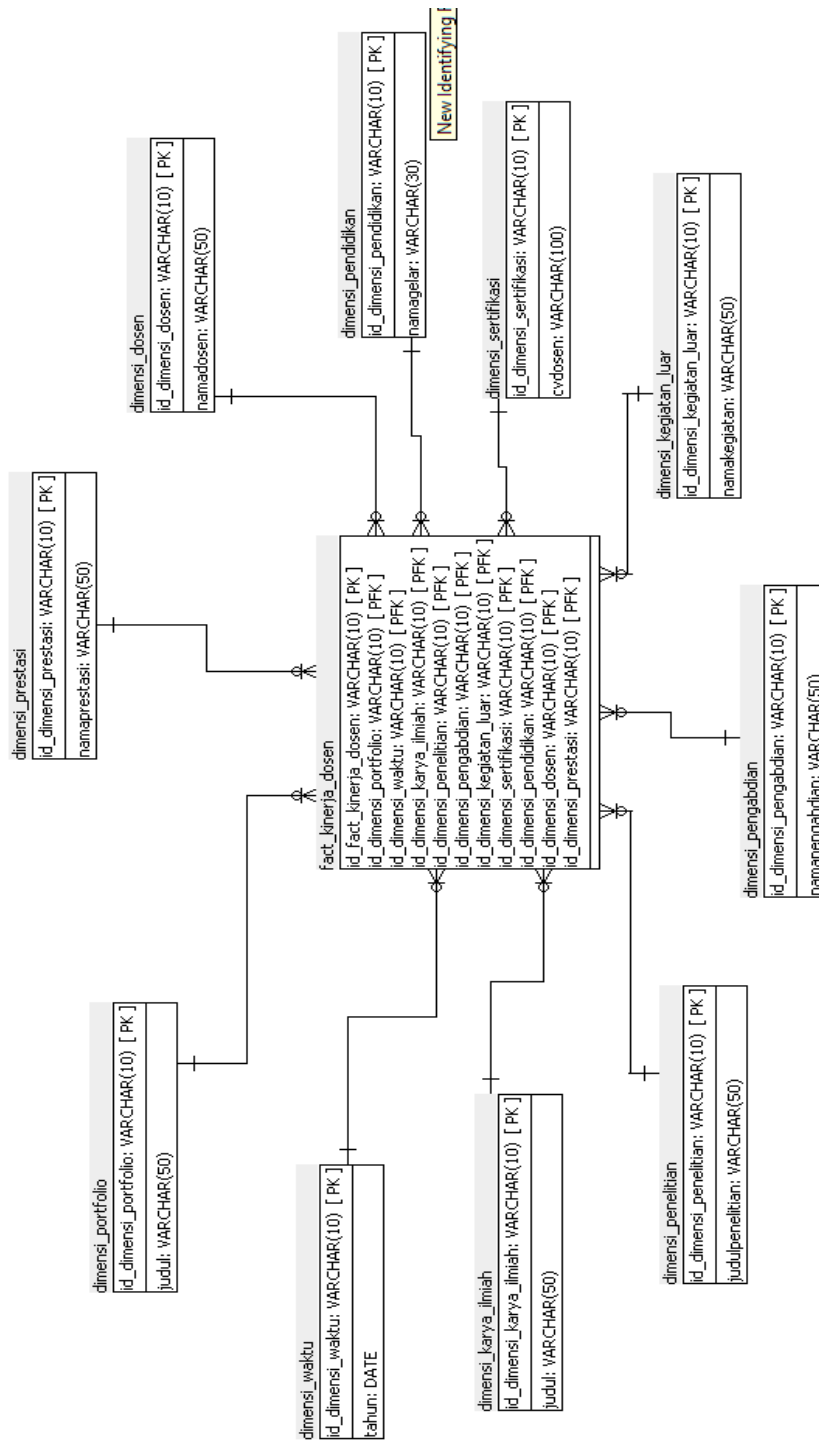 dimensi_portfolio
id_dimensi_portfolio: VARCHAR(10) [ PK ]
judul: VARCHAR(50)
dimensi_prestasi
id_dimensi_prestasi: VARCHAR(10) [ PK ]
namaprestasi: VARCHAR(50)
dimensi_dosen
id_dimensi_dosen: VARCHAR(10) [ PK ]
namadosen: VARCHAR(50)
dimensi_waktu
id_dimensi_waktu: VARCHAR(10) [ PK ]
tahun: DATE
fact_kinerja_dosen
id_fact_kinerja_dosen: VARCHAR(10) [ PK ]
id_dimensi_portfolio: VARCHAR(10) [ PFK ]
id_dimensi_waktu: VARCHAR(10) [ PFK ]
id_dimensi_karya_ilmiah: VARCHAR(10) [ PFK ]
id_dimensi_penelitian: VARCHAR(10) [ PFK ]
id_dimensi_pengabdian: VARCHAR(10) [ PFK ]
id_dimensi_kegiatan_luar: VARCHAR(10) [ PFK ]
id_dimensi_sertifikasi: VARCHAR(10) [ PFK ]
id_dimensi_pendidikan: VARCHAR(10) [ PFK ]
id_dimensi_dosen: VARCHAR(10) [ PFK ]
id_dimensi_prestasi: VARCHAR(10) [ PFK ]
dimensi_pendidikan
id_dimensi_pendidikan: VARCHAR(10) [ PK ]
namagelar: VARCHAR(30)
New Identifying
dimensi_karya_ilmiah
id_dimensi_karya_ilmiah: VARCHAR(10) [ PK ]
judul: VARCHAR(50)
dimensi_sertifikasi
id_dimensi_sertifikasi: VARCHAR(10) [ PK ]
cvdosen: VARCHAR(100)
dimensi_penelitian
id_dimensi_penelitian: VARCHAR(10) [ PK ]
judulpenelitian: VARCHAR(50)
dimensi_pengabdian
id_dimensi_pengabdian: VARCHAR(10) [ PK ]
namapengabdian: VARCHAR(50)
dimensi_kegiatan_luar
id_dimensi_kegiatan_luar: VARCHAR(10) [ PK ]
namakegiatan: VARCHAR(50)